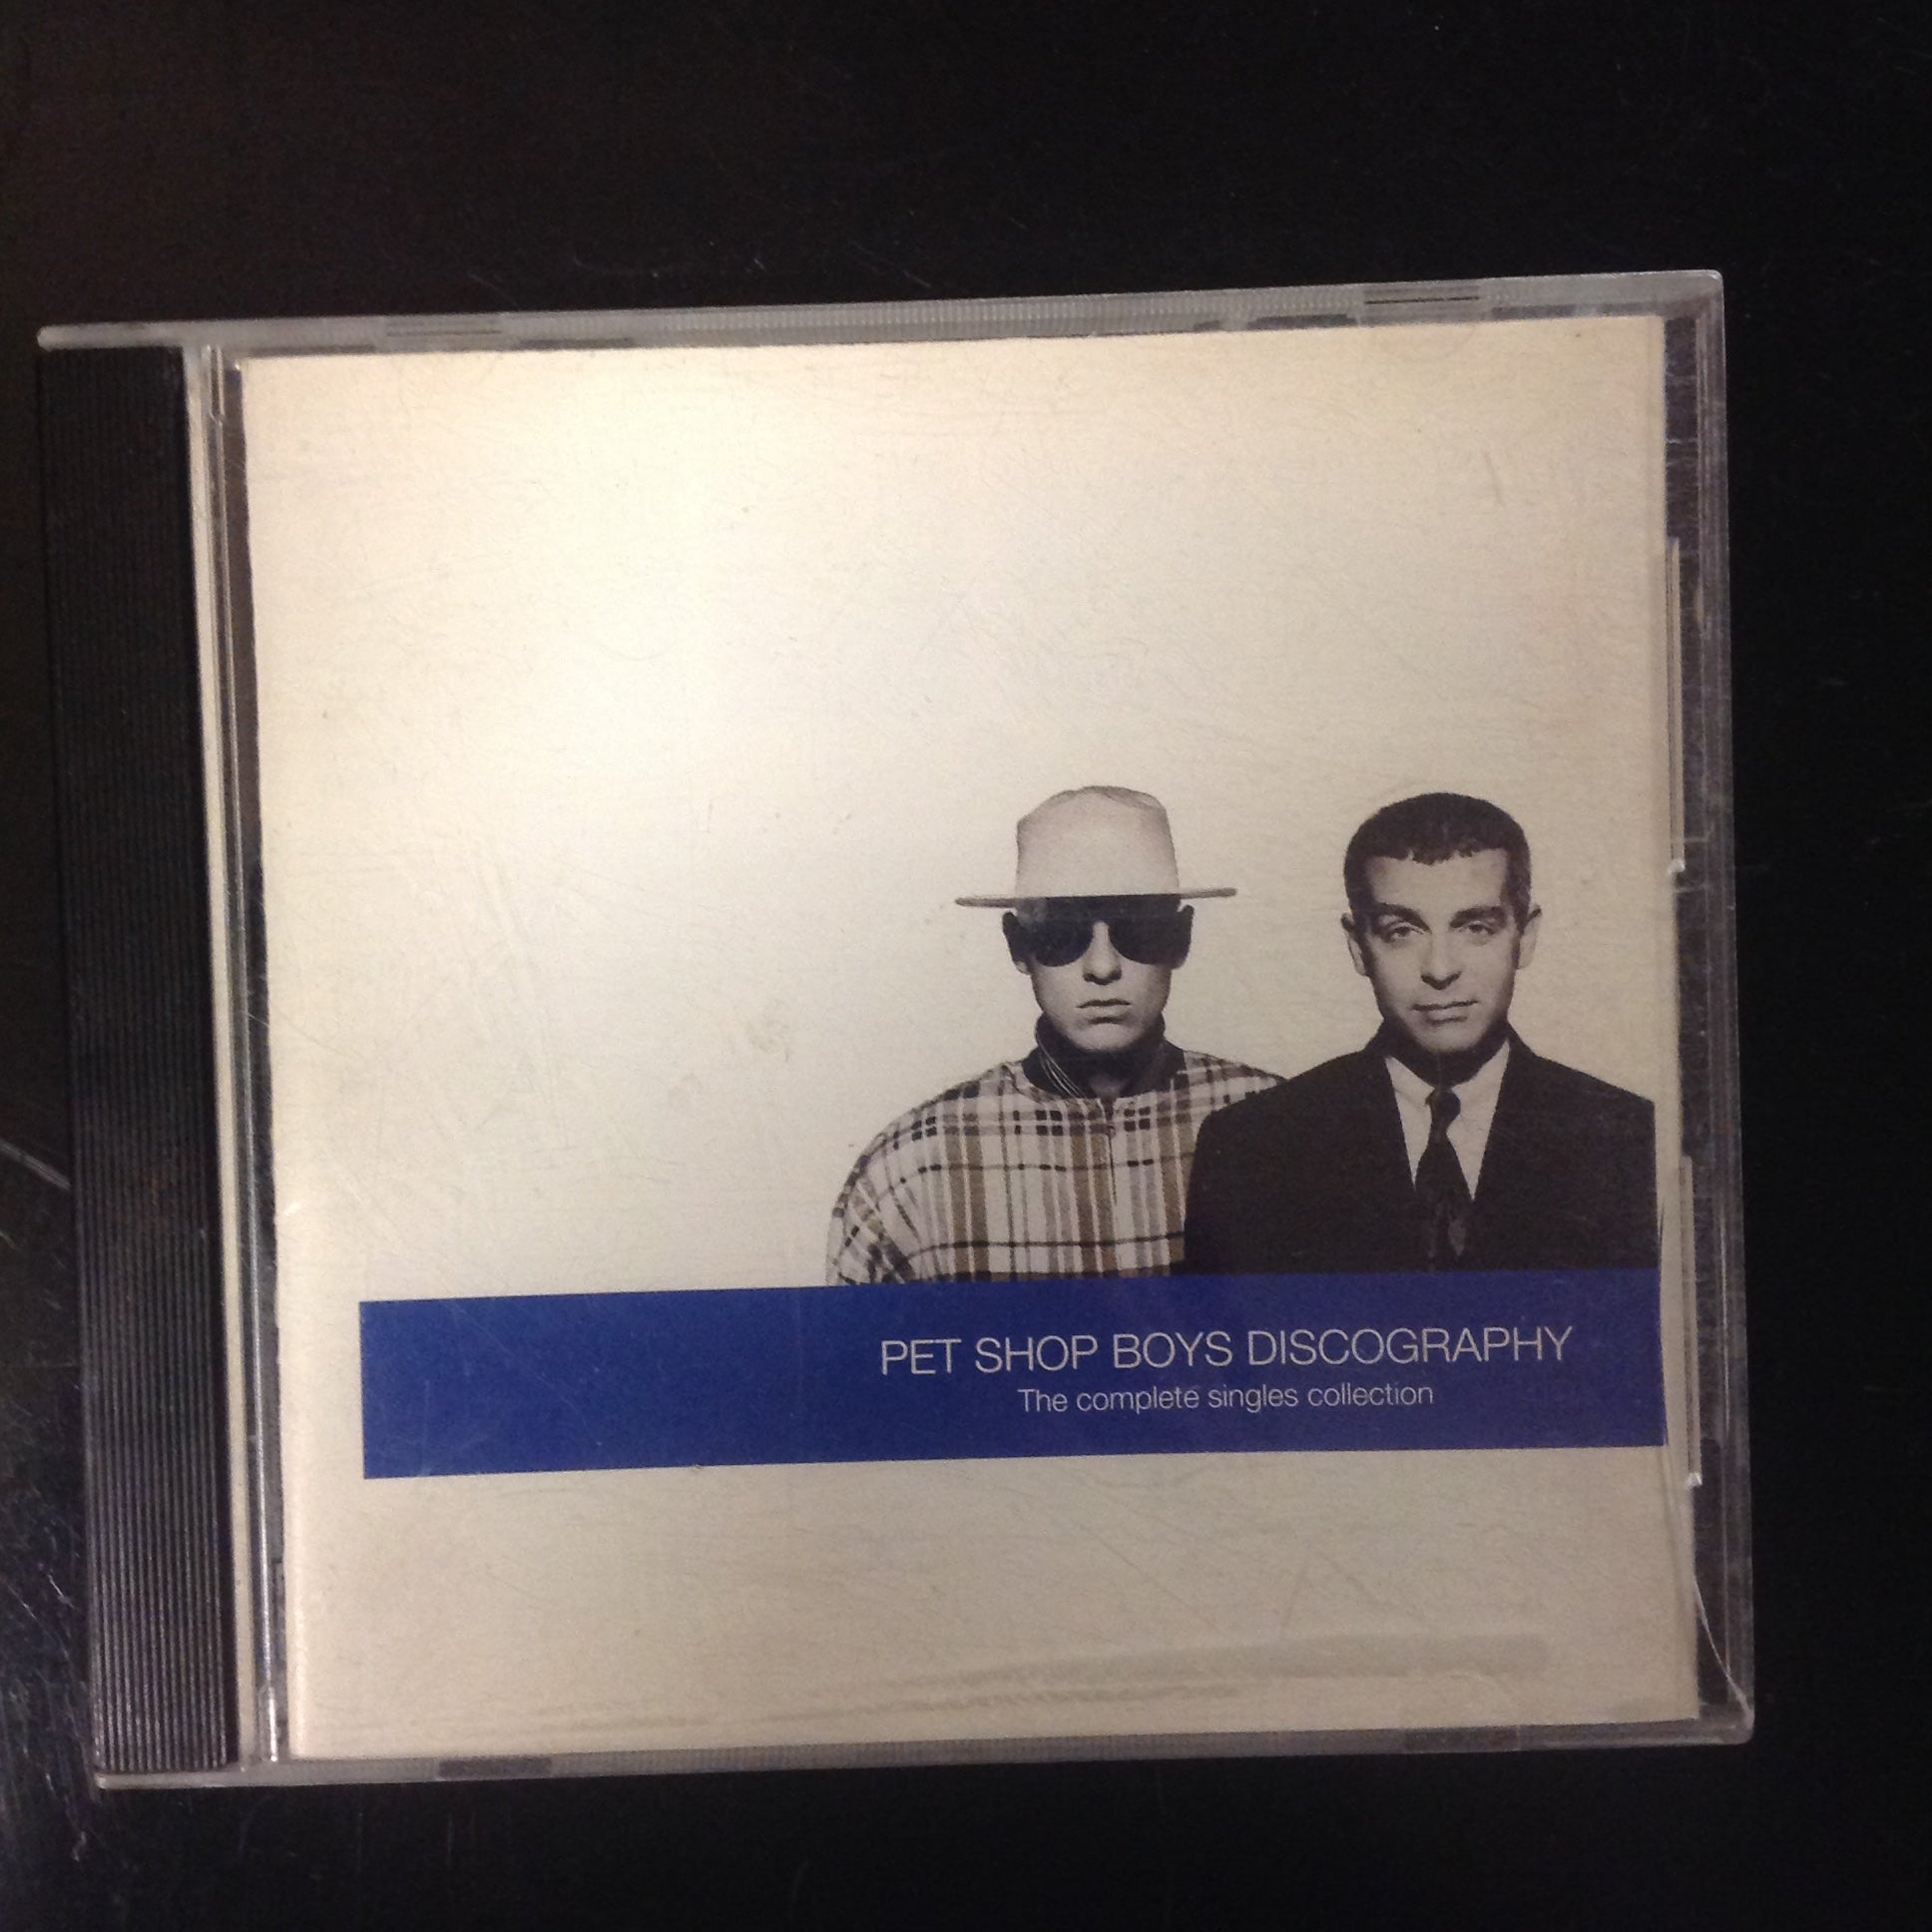 PET SHOP BOYS DISCOGRAPHY
The complete singles collection